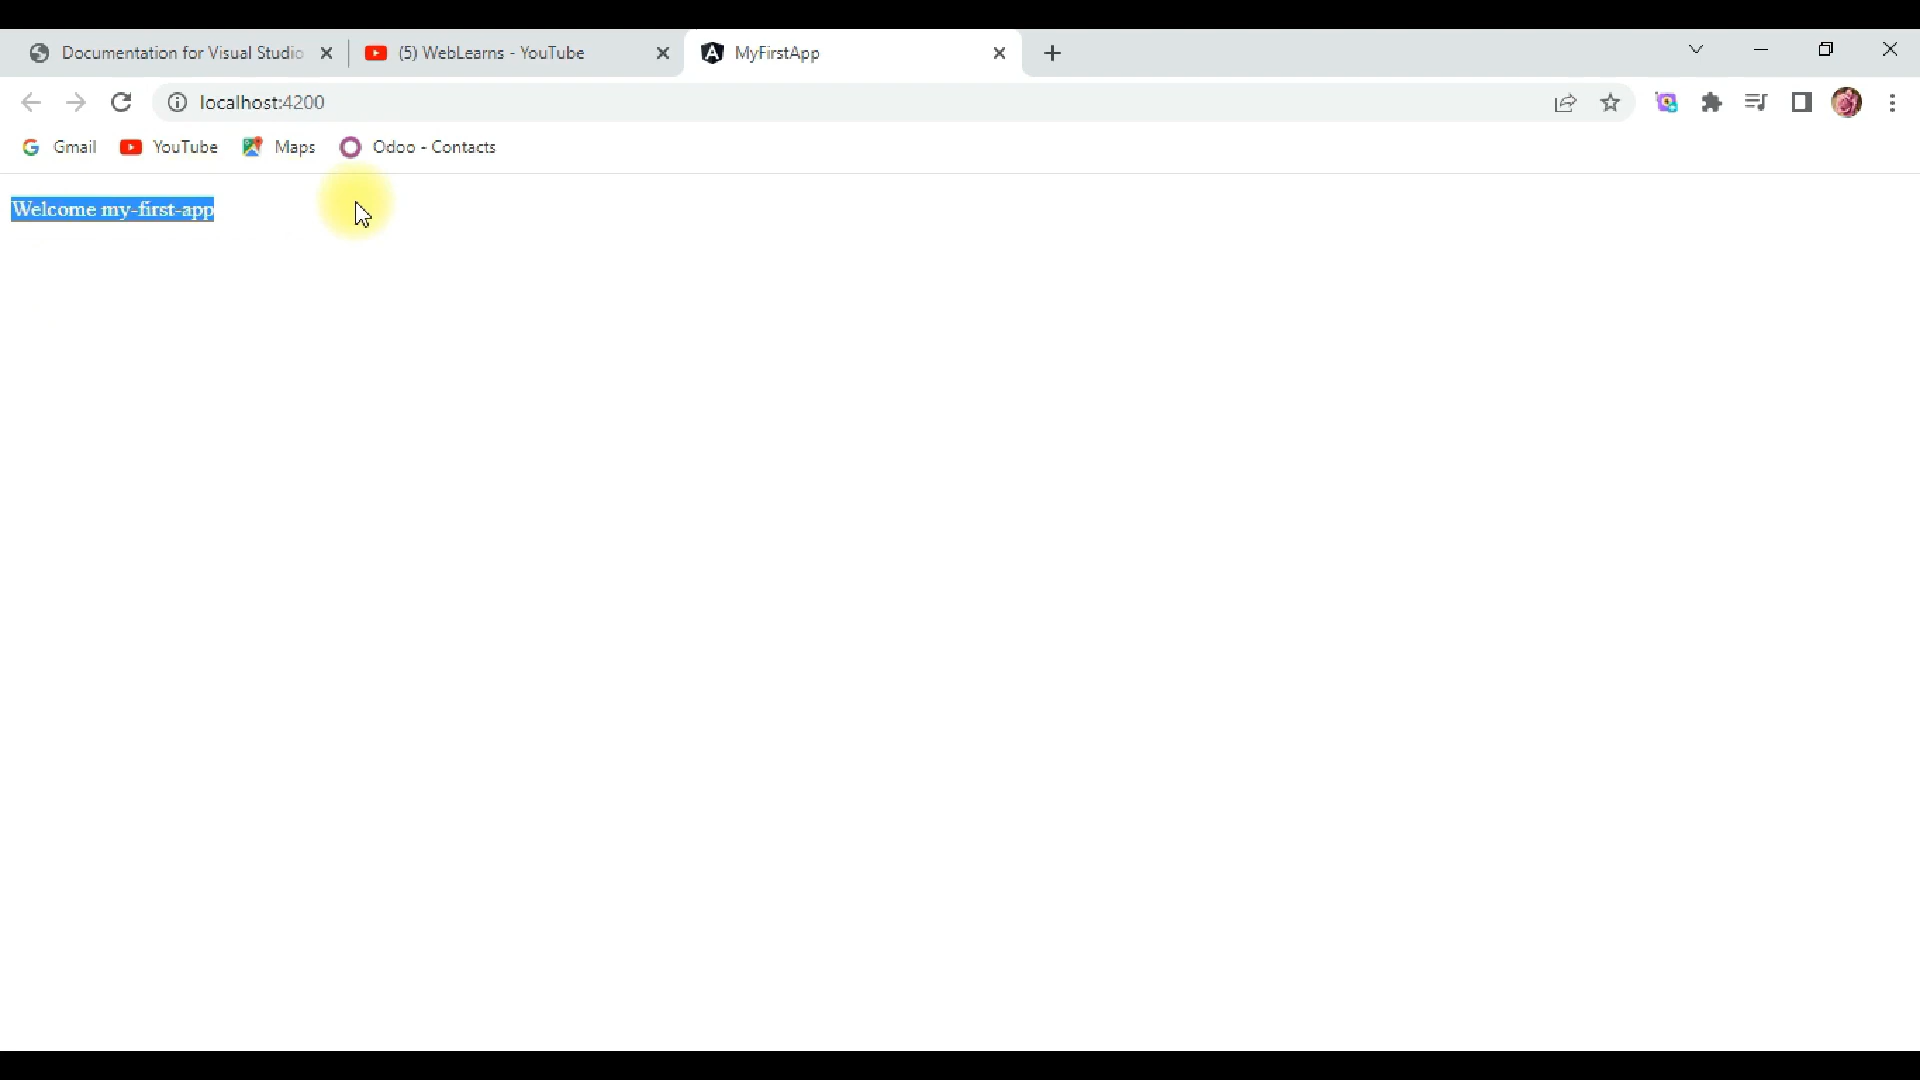 Documentation for Visual Studio
(5) WebLearns - YouTube
MyFirstApp
localhost:4200
Gmail
YouTube
Maps
Odoo - Contacts
Welcome my-first-app